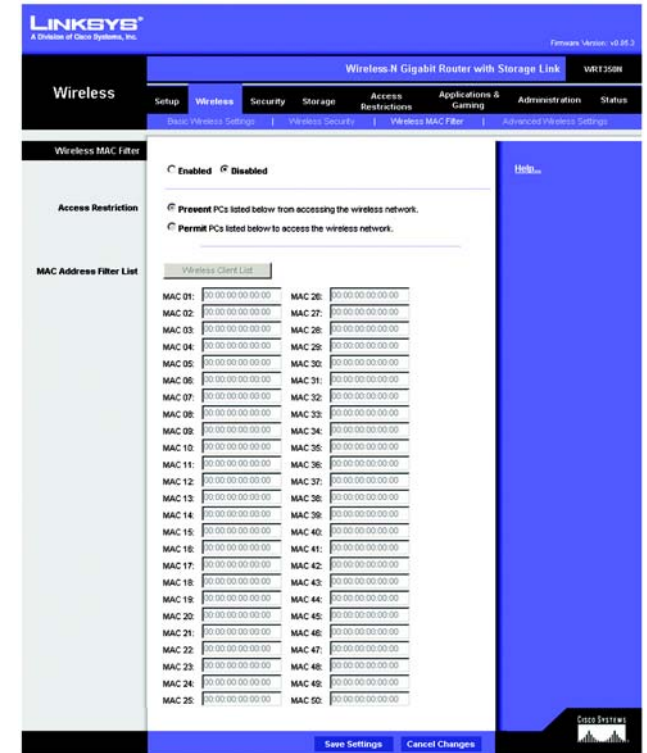 LINKSYS®
A Division of Cisco Systems, Inc.
Firmware Version: v0.85.3
Wireless-N Gigabit Router with Storage Link WRT350N
Wireless
Setup Wireless Security Storage Access Restrictions Applications & Gaming Administration Status
Basic Wireless Settings | Wireless Security | Wireless MAC Filter | Advanced Wireless Settings
Wireless MAC Filter
Enabled Disabled
Help...
Access Restriction
Prevent PCs listed below from accessing the wireless network.
Permit PCs listed below to access the wireless network.
MAC Address Filter List
Wireless Client List
MAC 01: 00:00:00:00:00:00 MAC 26: 00:00:00:00:00:00
MAC 02: 00:00:00:00:00:00 MAC 27: 00:00:00:00:00:00
MAC 03: 00:00:00:00:00:00 MAC 28: 00:00:00:00:00:00
MAC 04: 00:00:00:00:00:00 MAC 29: 00:00:00:00:00:00
MAC 05: 00:00:00:00:00:00 MAC 30: 00:00:00:00:00:00
MAC 06: 00:00:00:00:00:00 MAC 31: 00:00:00:00:00:00
MAC 07: 00:00:00:00:00:00 MAC 32: 00:00:00:00:00:00
MAC 08: 00:00:00:00:00:00 MAC 33: 00:00:00:00:00:00
MAC 09: 00:00:00:00:00:00 MAC 34: 00:00:00:00:00:00
MAC 10: 00:00:00:00:00:00 MAC 35: 00:00:00:00:00:00
MAC 11: 00:00:00:00:00:00 MAC 36: 00:00:00:00:00:00
MAC 12: 00:00:00:00:00:00 MAC 37: 00:00:00:00:00:00
MAC 13: 00:00:00:00:00:00 MAC 38: 00:00:00:00:00:00
MAC 14: 00:00:00:00:00:00 MAC 39: 00:00:00:00:00:00
MAC 15: 00:00:00:00:00:00 MAC 40: 00:00:00:00:00:00
MAC 16: 00:00:00:00:00:00 MAC 41: 00:00:00:00:00:00
MAC 17: 00:00:00:00:00:00 MAC 42: 00:00:00:00:00:00
MAC 18: 00:00:00:00:00:00 MAC 43: 00:00:00:00:00:00
MAC 19: 00:00:00:00:00:00 MAC 44: 00:00:00:00:00:00
MAC 20: 00:00:00:00:00:00 MAC 45: 00:00:00:00:00:00
MAC 21: 00:00:00:00:00:00 MAC 46: 00:00:00:00:00:00
MAC 22: 00:00:00:00:00:00 MAC 47: 00:00:00:00:00:00
MAC 23: 00:00:00:00:00:00 MAC 48: 00:00:00:00:00:00
MAC 24: 00:00:00:00:00:00 MAC 49: 00:00:00:00:00:00
MAC 25: 00:00:00:00:00:00 MAC 50: 00:00:00:00:00:00
Save Settings Cancel Changes
CISCO SYSTEMS